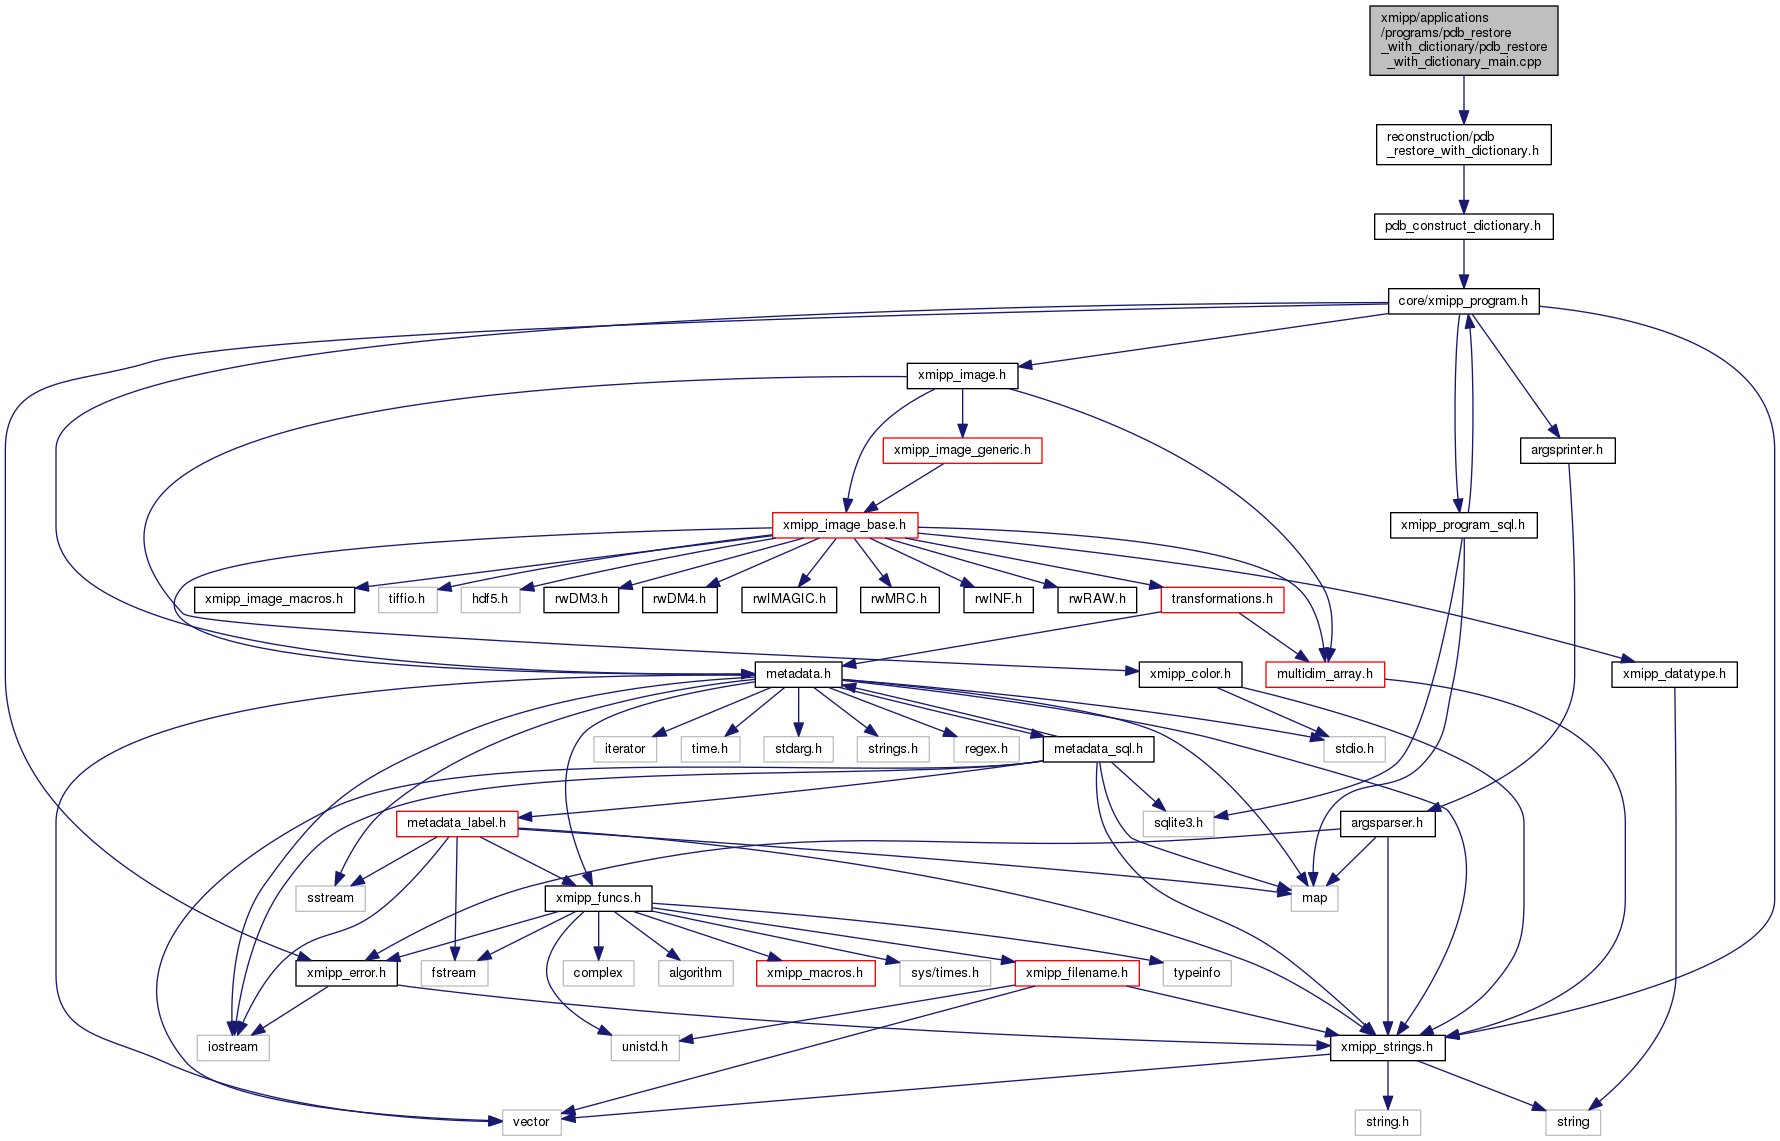 xmipp/applications
/programs/pdb_restore
_with_dictionary/pdb_restore
_with_dictionary_main.cpp
reconstruction/pdb
_restore_with_dictionary.h
pdb_construct_dictionary.h
core/xmipp_program.h
xmipp_image.h
xmipp_image_generic.h
argsprinter.h
xmipp_image_base.h
xmipp_program_sql.h
xmipp_image_macros.h
tiffio.h
hdf5.h
rwDM3.h
rwDM4.h
rwIMAGIC.h
rwMRC.h
rwINF.h
rwRAW.h
transformations.h
metadata.h
xmipp_color.h
multidim_array.h
xmipp_datatype.h
iterator
time.h
stdarg.h
strings.h
regex.h
metadata_sql.h
stdio.h
metadata_label.h
sqlite3.h
argsparser.h
sstream
xmipp_funcs.h
map
xmipp_error.h
fstream
complex
algorithm
xmipp_macros.h
sys/times.h
xmipp_filename.h
typeinfo
iostream
unistd.h
xmipp_strings.h
vector
string.h
string